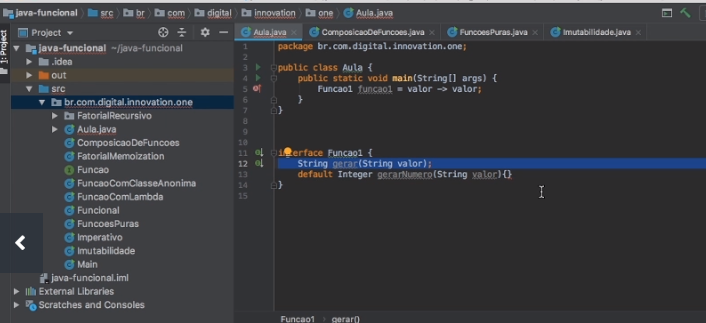 java-funcional src br com digital innovation one Aula.java
Project
1: Project
java-funcional ~/java-funcional
.idea
out
src
br.com.digital.innovation.one
FatorialRecursivo
Aula.java
ComposicaoDeFuncoes
FatorialMemoization
Funcao
FuncaoComClasseAnonima
FuncaoComLambda
Funcional
FuncoesPuras
Imperativo
Imutabilidade
Main
java-funcional.iml
External Libraries
Scratches and Consoles
Aula.java ComposicaoDeFuncoes.java FuncoesPuras.java Imutabilidade.java
1 package br.com.digital.innovation.one;
2
3 public class Aula {
4 public static void main(String[] args) {
5 Funcao1 funcao1 = valor -> valor;
6 }
7 }
8
9
10
11 interface Funcao1 {
12 String gerar(String valor);
13 default Integer gerarNumero(String valor){}
14 }
15
Funcao1 › gerar()